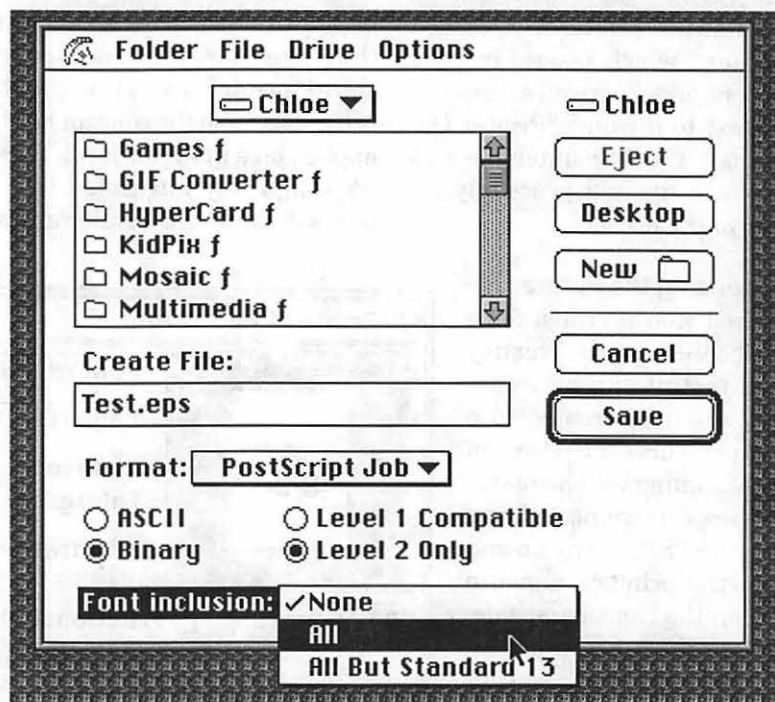 Folder File Drive Options
Chloe
Chloe
Games ƒ
GIF Converter ƒ
HyperCard ƒ
KidPix ƒ
Mosaic ƒ
Multimedia ƒ
Eject
Desktop
New
Cancel
Save
Create File:
Test.eps
Format: PostScript Job
ASCII
Level 1 Compatible
Binary
Level 2 Only
Font inclusion: ✓None
All
All But Standard 13